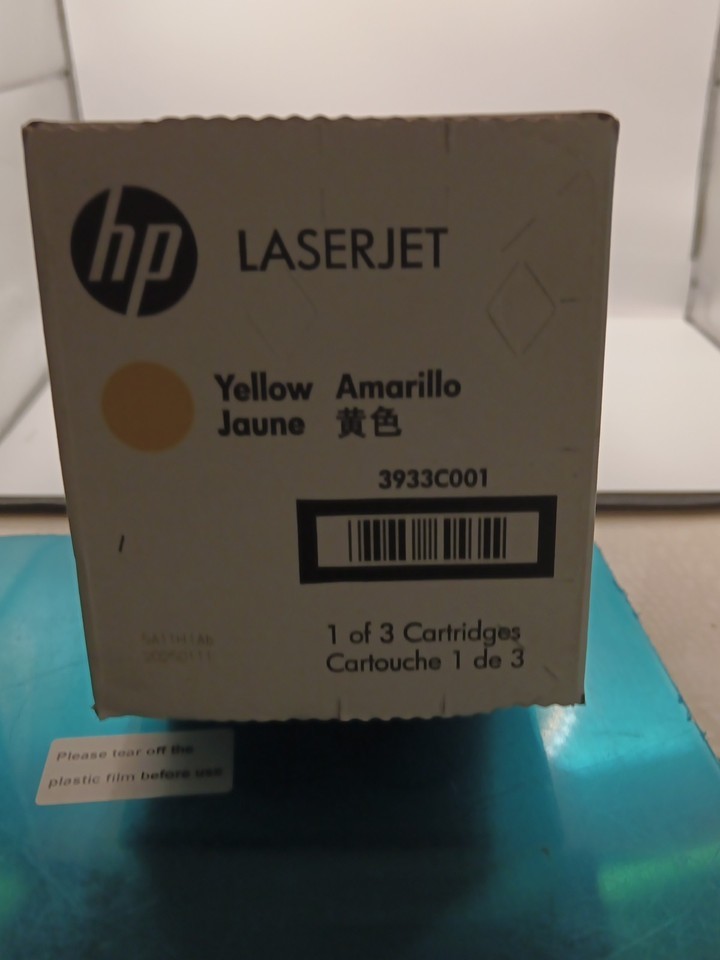 hp
LASERJET
Yellow Amarillo
Jaune 黄色
3933C001
1 of 3 Cartridges
Cartouche 1 de 3
Please tear off the
plastic film before use